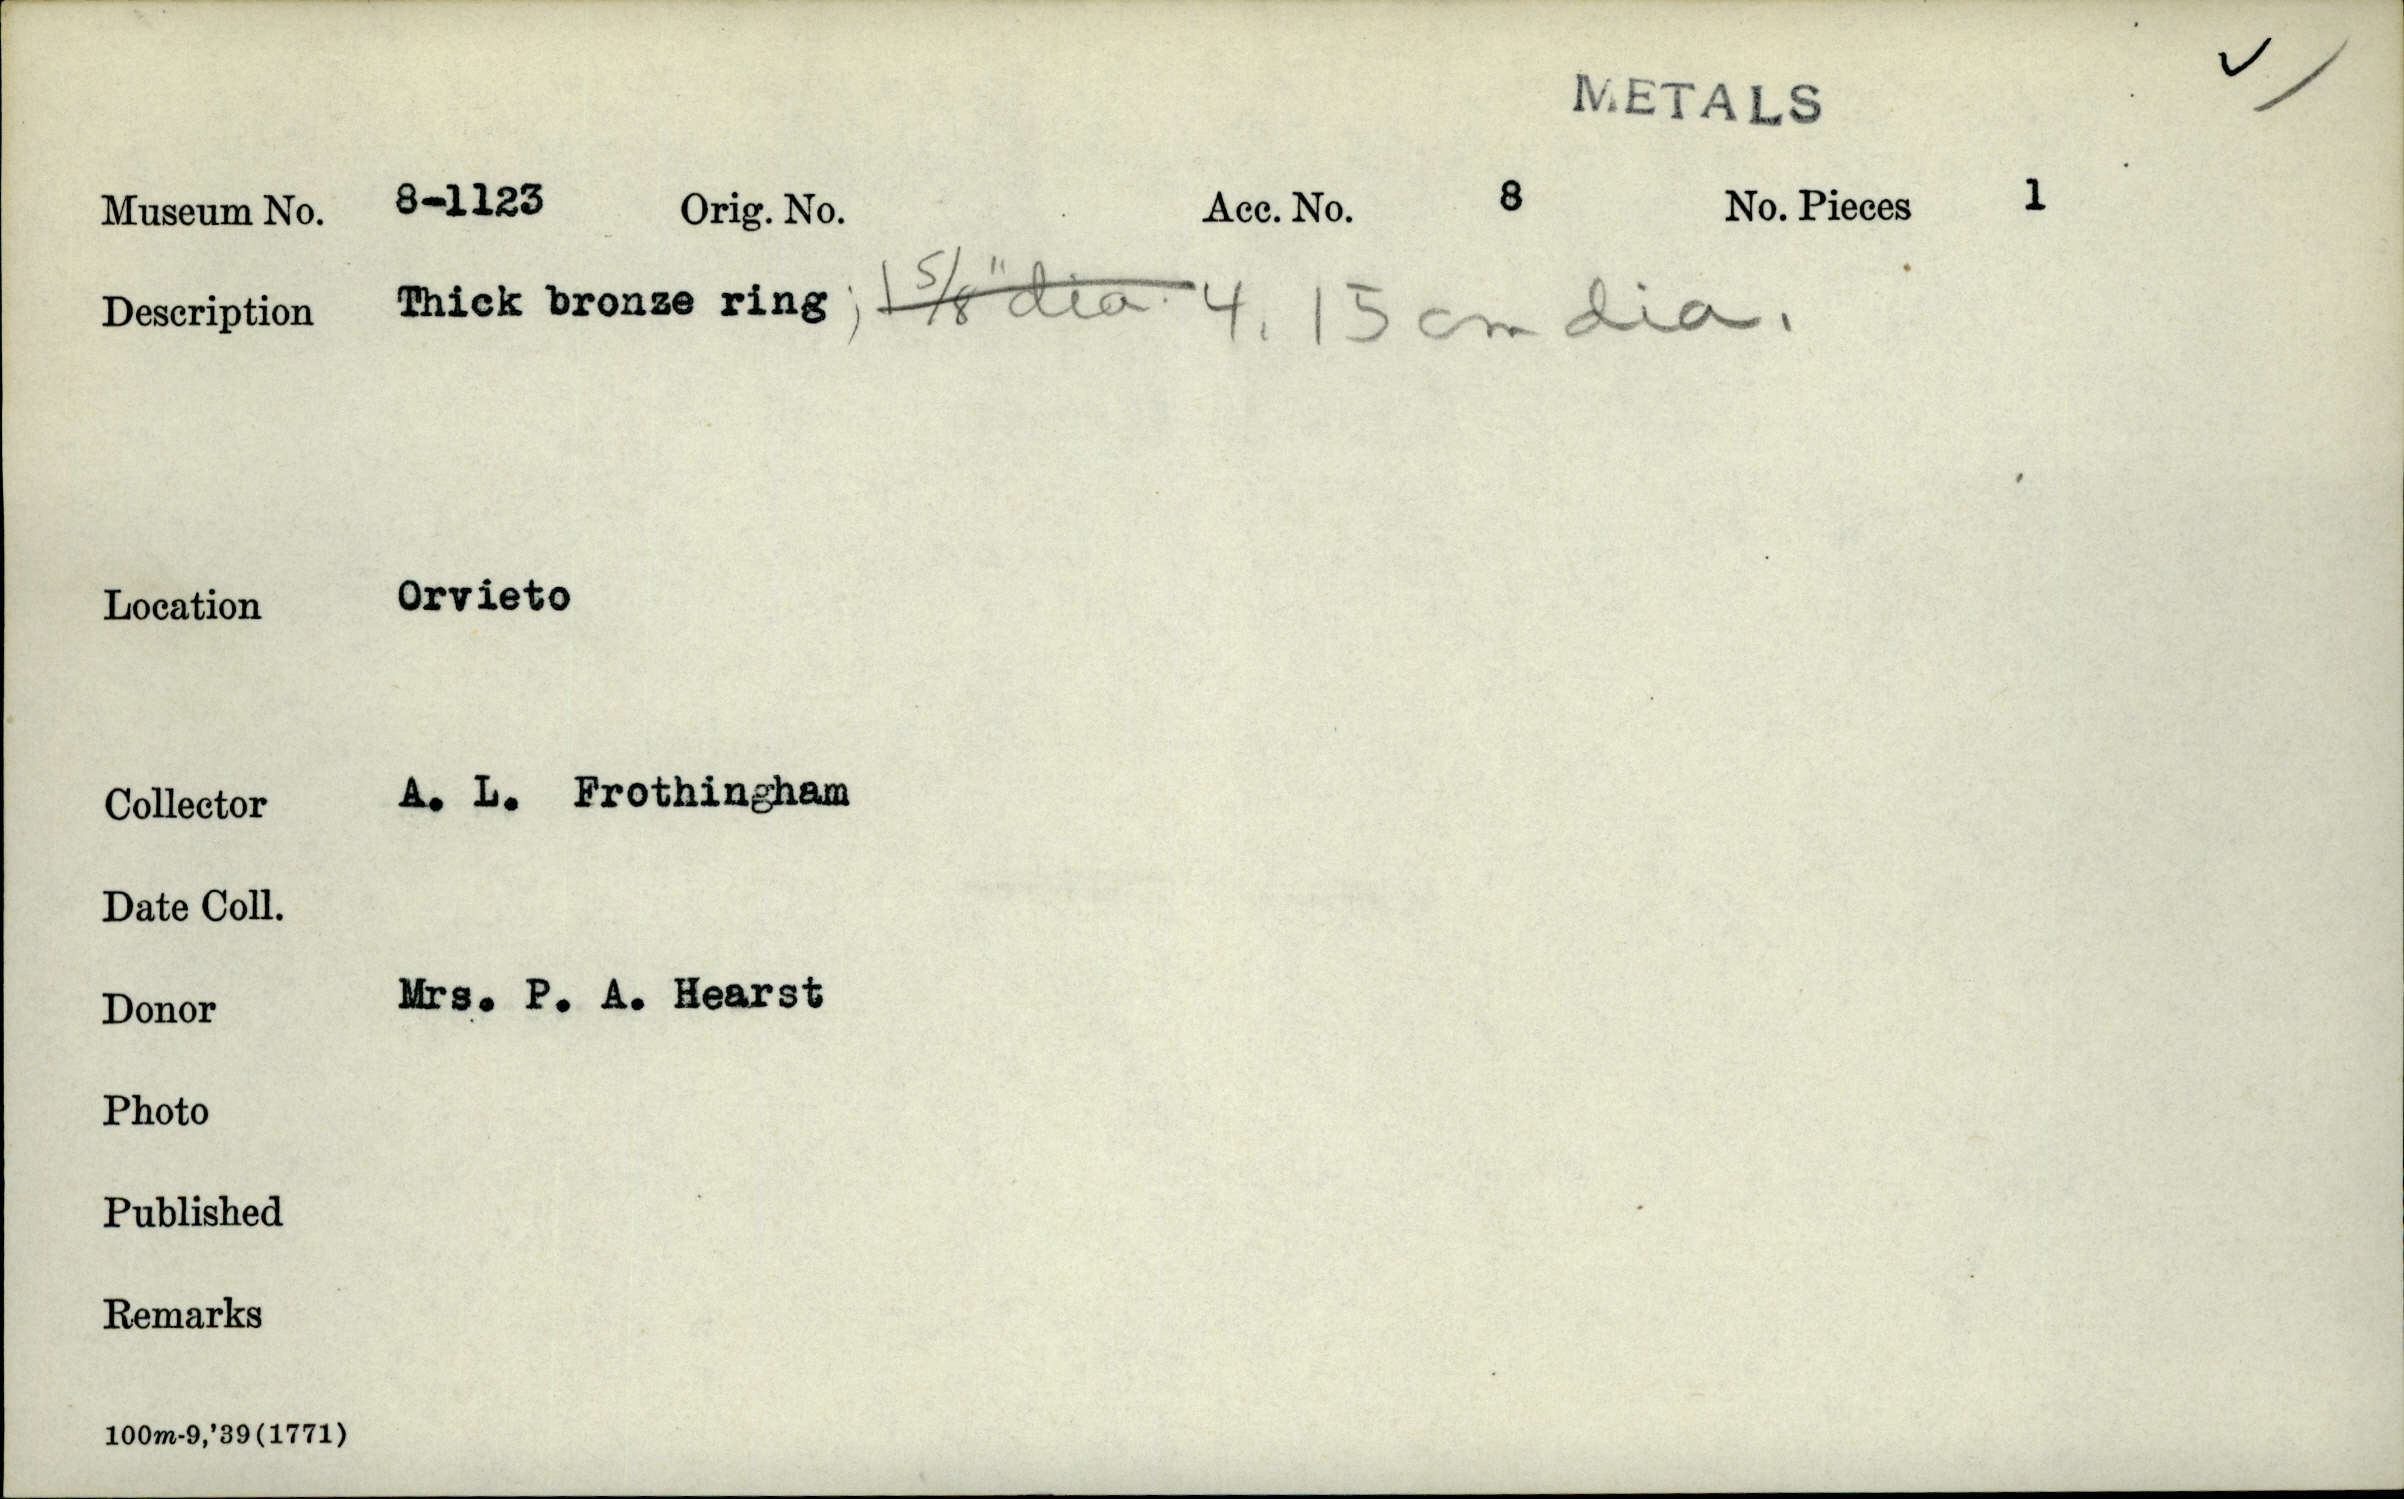 METALS
Museum No. 8-1123 Orig. No. Acc. No. 8 No. Pieces 1
Description Thick bronze ring ; 1 5/8" dia. 4.15 cm dia.
Location Orvieto
Collector A. L. Frothingham
Date Coll.
Donor Mrs. P. A. Hearst
Photo
Published
Remarks
100m-9,'39(1771)